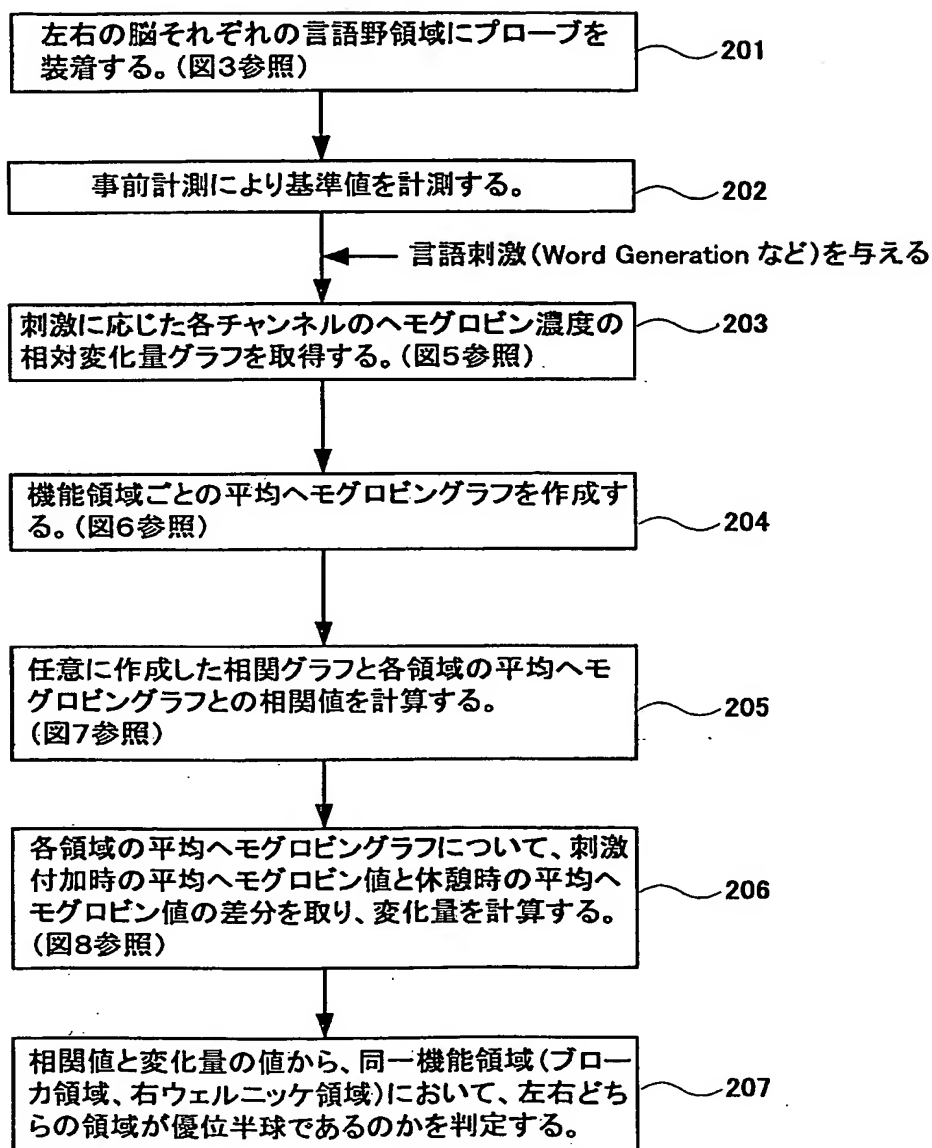 左右の脳それぞれの言語野領域にプローブを
装着する。(図3参照)
201
事前計測により基準値を計測する。
202
言語刺激(Word Generation など)を与える
刺激に応じた各チャンネルのヘモグロビン濃度の
相対変化量グラフを取得する。(図5参照)
203
機能領域ごとの平均ヘモグロビングラフを作成す
る。(図6参照)
204
任意に作成した相関グラフと各領域の平均ヘモ
グロビングラフとの相関値を計算する。
(図7参照)
205
各領域の平均ヘモグロビングラフについて、刺激
付加時の平均ヘモグロビン値と休憩時の平均ヘ
モグロビン値の差分を取り、変化量を計算する。
(図8参照)
206
相関値と変化量の値から、同一機能領域(ブロー
カ領域、右ウェルニッケ領域)において、左右どち
らの領域が優位半球であるのかを判定する。
207